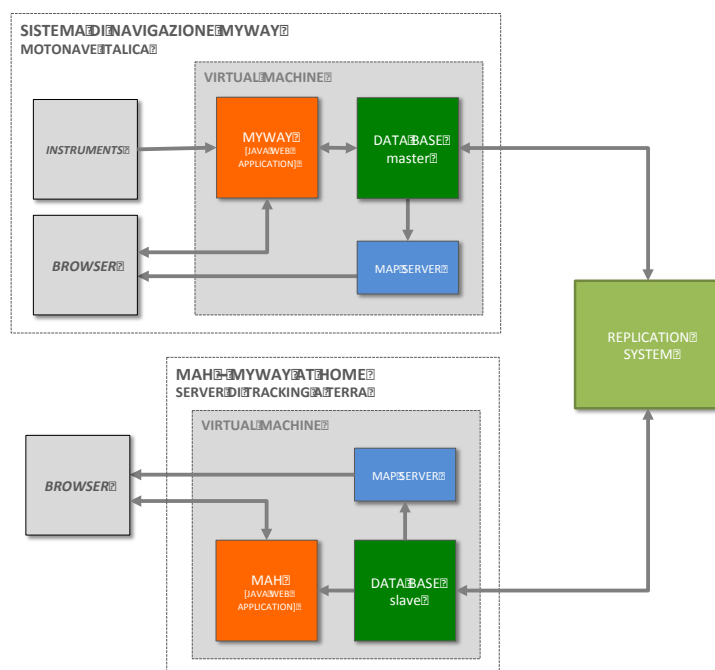 SISTEMA DI NAVIGAZIONE MYWAY
MOTONAVE ITALICA
VIRTUAL MACHINE
INSTRUMENTS
MYWAY
[JAVA WEB
APPLICATION]
DATA BASE
master
BROWSER
MAP SERVER
REPLICATION
SYSTEM
MAH – MYWAY AT HOME
SERVER DI TRACKING A TERRA
VIRTUAL MACHINE
BROWSER
MAP SERVER
MAH
[JAVA WEB
APPLICATION]
DATA BASE
slave